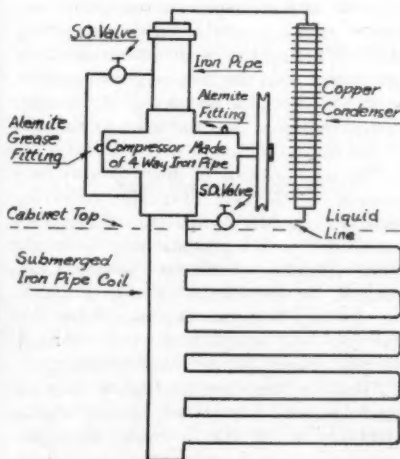 S.O. Valve
Iron Pipe
Alemite
Fitting
Copper
Condenser
Alemite
Grease
Fitting
Compressor Made
of 4 Way Iron Pipe
S.O. Valve
Cabinet Top
Liquid
Line
Submerged
Iron Pipe Coil